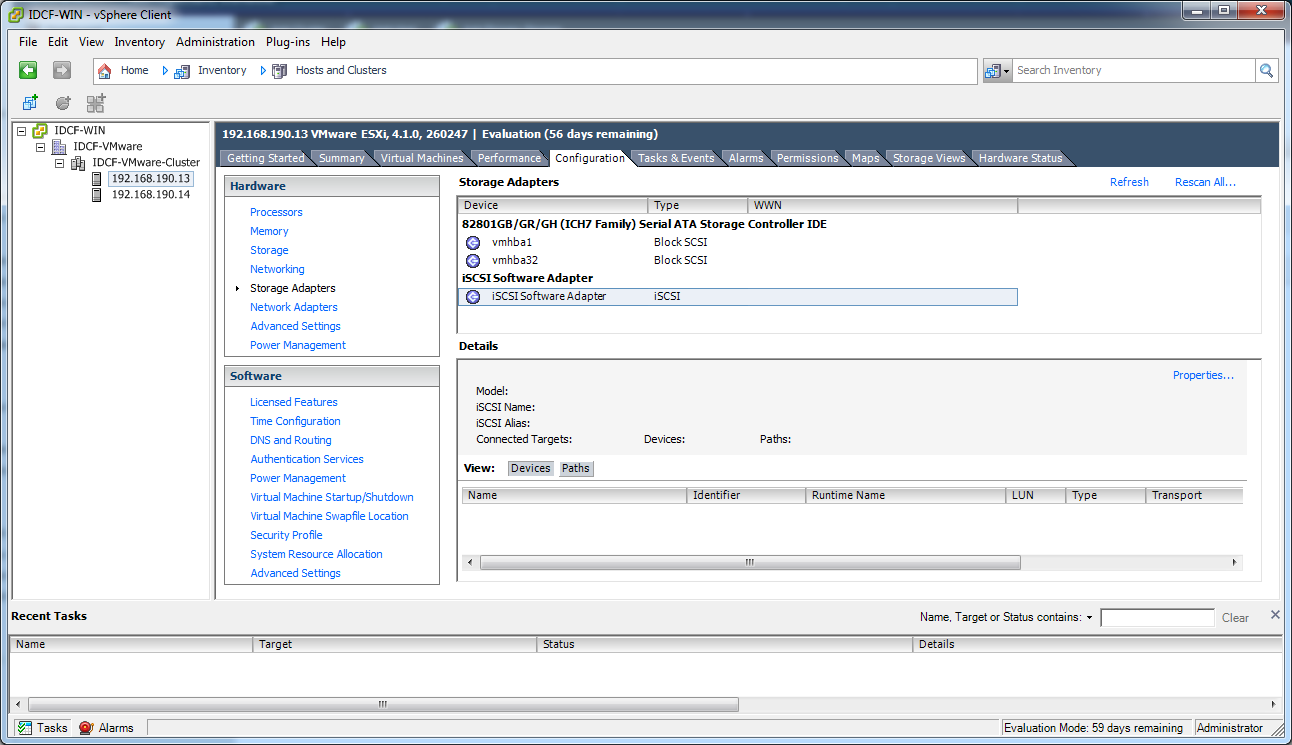 IDCF-WIN - vSphere Client
File Edit View Inventory Administration Plug-ins Help
Home Inventory Hosts and Clusters
Search Inventory
IDCF-WIN
IDCF-VMware
IDCF-VMware-Cluster
192.168.190.13
192.168.190.14
192.168.190.13 VMware ESXi, 4.1.0, 260247 | Evaluation (56 days remaining)
Getting Started Summary Virtual Machines Performance Configuration Tasks & Events Alarms Permissions Maps Storage Views Hardware Status
Hardware
Processors
Memory
Storage
Networking
Storage Adapters
Network Adapters
Advanced Settings
Power Management
Software
Licensed Features
Time Configuration
DNS and Routing
Authentication Services
Power Management
Virtual Machine Startup/Shutdown
Virtual Machine Swapfile Location
Security Profile
System Resource Allocation
Advanced Settings
Storage Adapters Refresh Rescan All...
Device Type WWN
82801GB/GR/GH (ICH7 Family) Serial ATA Storage Controller IDE
vmhba1 Block SCSI
vmhba32 Block SCSI
iSCSI Software Adapter
iSCSI Software Adapter iSCSI
Details
Properties...
Model:
iSCSI Name:
iSCSI Alias:
Connected Targets: Devices: Paths:
View: Devices Paths
Name Identifier Runtime Name LUN Type Transport
Recent Tasks Name, Target or Status contains: Clear
Name Target Status Details
Tasks Alarms Evaluation Mode: 59 days remaining Administrator